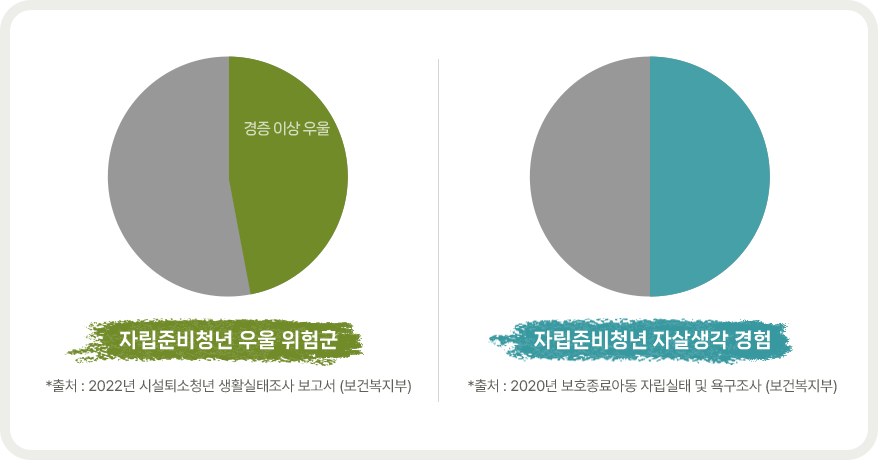 경증 이상 우울
자립준비청년 우울 위험군
*출처 : 2022년 시설퇴소청년 생활실태조사 보고서 (보건복지부)
자립준비청년 자살생각 경험
*출처 : 2020년 보호종료아동 자립실태 및 욕구조사 (보건복지부)